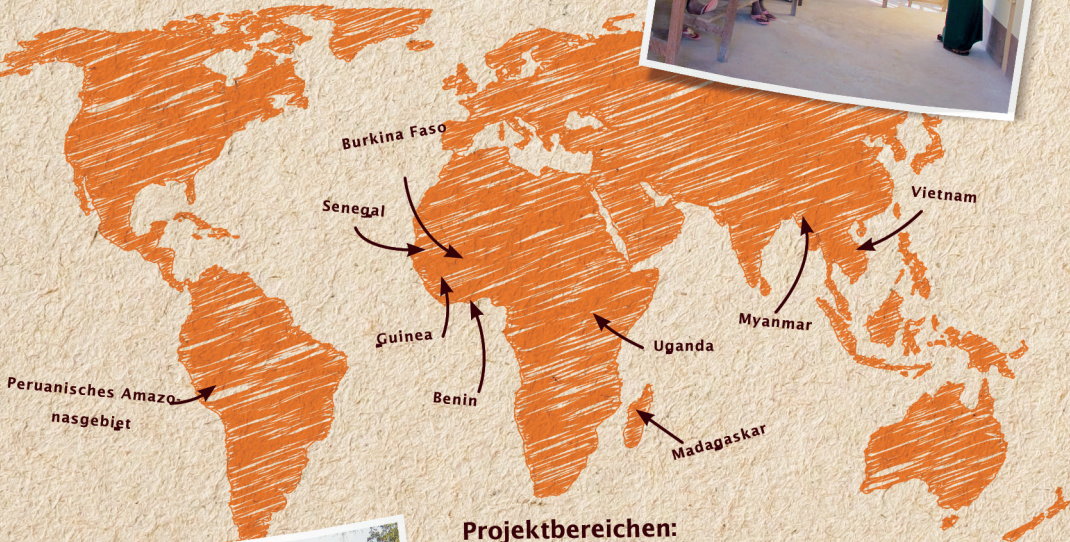 Burkina Faso
Vietnam
Senegal
Myanmar
Guinea
Uganda
Peruanisches Amazo-
nasgebiet
Benin
Madagaskar
Projektbereichen: